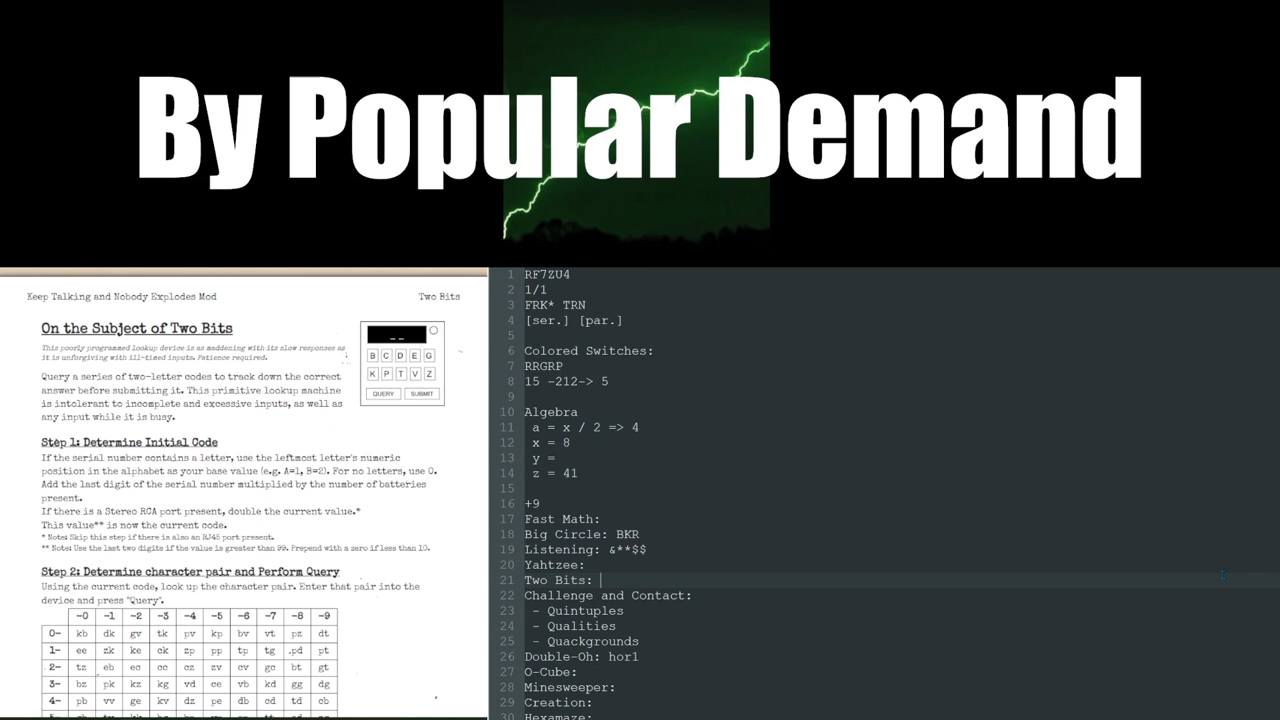 By Popular Demand
Keep Talking and Nobody Explodes Mod
Two Bits
On the Subject of Two Bits
This poorly programmed lookup device is as maddening with its slow responses as
it is unforgiving with ill-timed inputs. Patience required.
Query a series of two-letter codes to track down the correct
answer before submitting it. This primitive lookup machine
is intolerant to incomplete and excessive inputs, as well as
any input while it is busy.
_ _
B C D E G
K P T V Z
QUERY SUBMIT
Step 1: Determine Initial Code
If the serial number contains a letter, use the leftmost letter's numeric
position in the alphabet as your base value (e.g. A=1, B=2). For no letters, use 0.
Add the last digit of the serial number multiplied by the number of batteries
present.
If there is a Stereo RCA port present, double the current value.*
This value** is now the current code.
* Note: Skip this step if there is also an RJ45 port present.
** Note: Use the last two digits if the value is greater than 99. Prepend with a zero if less than 10.
Step 2: Determine character pair and Perform Query
Using the current code, look up the character pair. Enter that pair into the
device and press "Query".
-0 -1 -2 -3 -4 -5 -6 -7 -8 -9
0- kb dk gv tk pv kp bv vt pz dt
1- ee zk ke ck zp pp tp tg pd pt
2- tz eb ec cc cz zv cv gc bt gt
3- bz pk kz kg vd ce vb kd gg dg
4- pb vv ge kv dz pe db cd td cb
1 RF7ZU4
2 1/1
3 FRK* TRN
4 [ser.] [par.]
5
6 Colored Switches:
7 RRGRP
8 15 -212-> 5
9
10 Algebra
11 a = x / 2 => 4
12 x = 8
13 y =
14 z = 41
15
16 +9
17 Fast Math:
18 Big Circle: BKR
19 Listening: &**$$
20 Yahtzee:
21 Two Bits:
22 Challenge and Contact:
23 - Quintuples
24 - Qualities
25 - Quackgrounds
26 Double-Oh: hor1
27 O-Cube:
28 Minesweeper:
29 Creation:
30 Hexamaze: